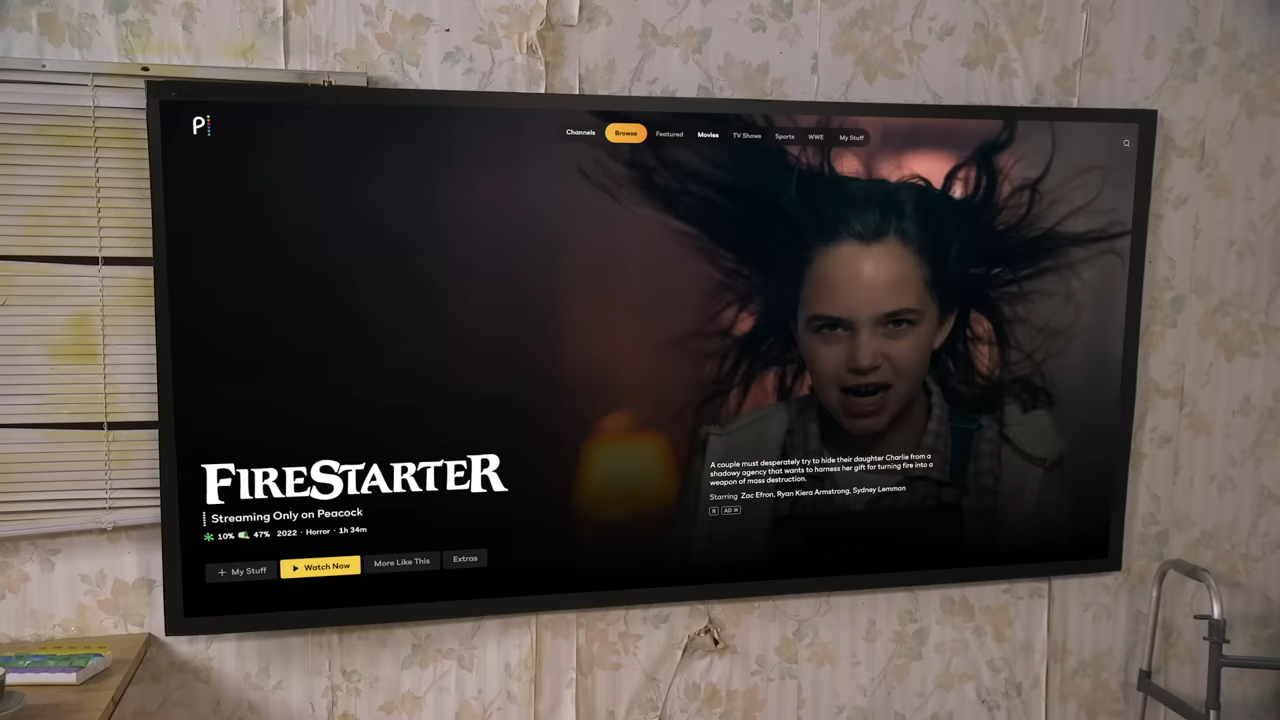 P
Channels Browse Featured Movies TV Shows Sports WWE My Stuff
FIRESTARTER
Streaming Only on Peacock
10% 47% 2022 · Horror · 1h 34m
+ My Stuff Watch Now More Like This Extras
A couple must desperately try to hide their daughter Charlie from a
shadowy agency that wants to harness her gift for turning fire into a
weapon of mass destruction.
Starring Zac Efron, Ryan Kiera Armstrong, Sydney Lemmon
R AD